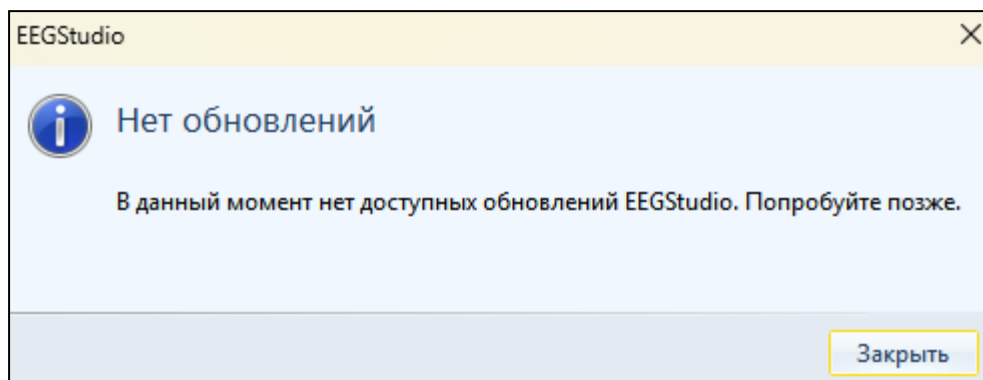 EEGStudio
Нет обновлений
В данный момент нет доступных обновлений EEGStudio. Попробуйте позже.
Закрыть